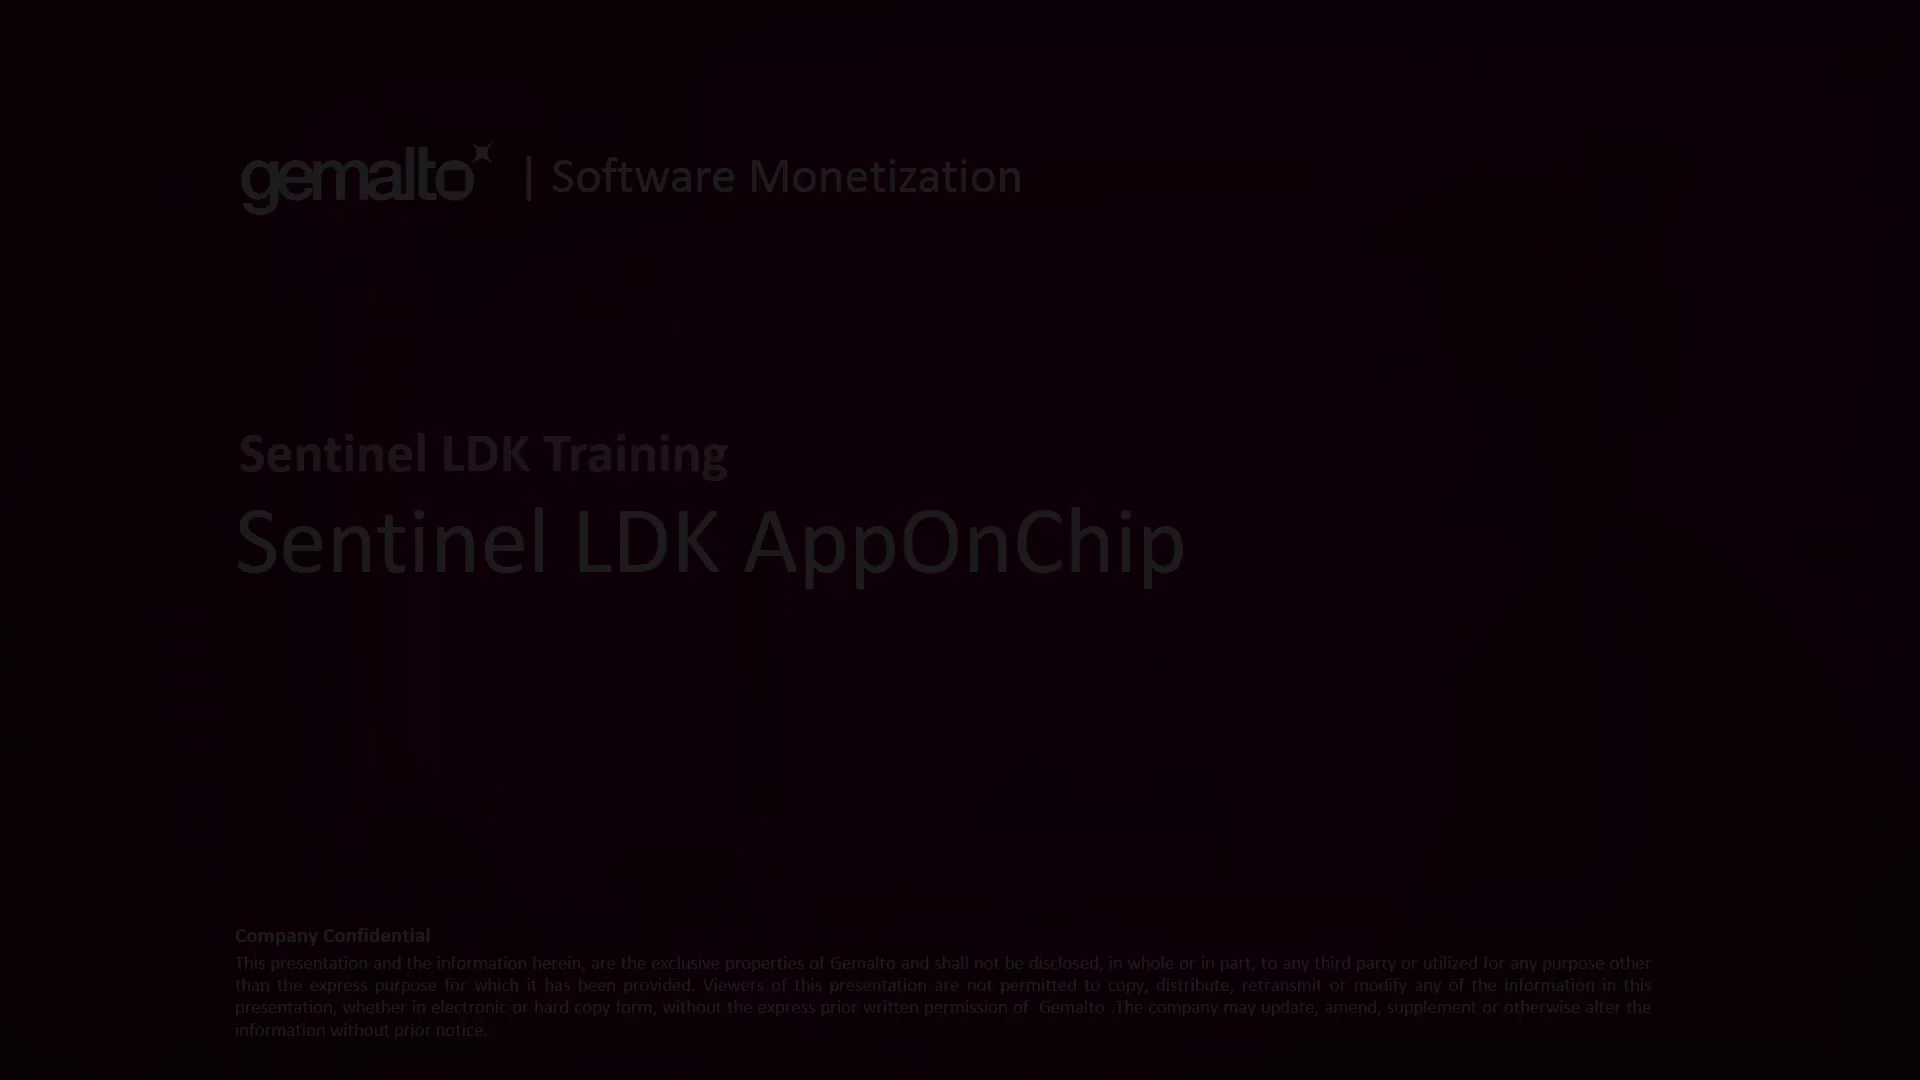 gemalto | Software Monetization
Sentinel LDK Training
Sentinel LDK AppOnChip
Company Confidential
This presentation and the information herein, are the exclusive properties of Gemalto and shall not be disclosed, in whole or in part, to any third party or utilized for any purpose other
than the express purpose for which it has been provided. Viewers of this presentation are not permitted to copy, distribute, retransmit or modify any of the information in this
presentation, whether in electronic or hard copy form, without the express prior written permission of Gemalto .The company may update, amend, supplement or otherwise alter the
information without prior notice.